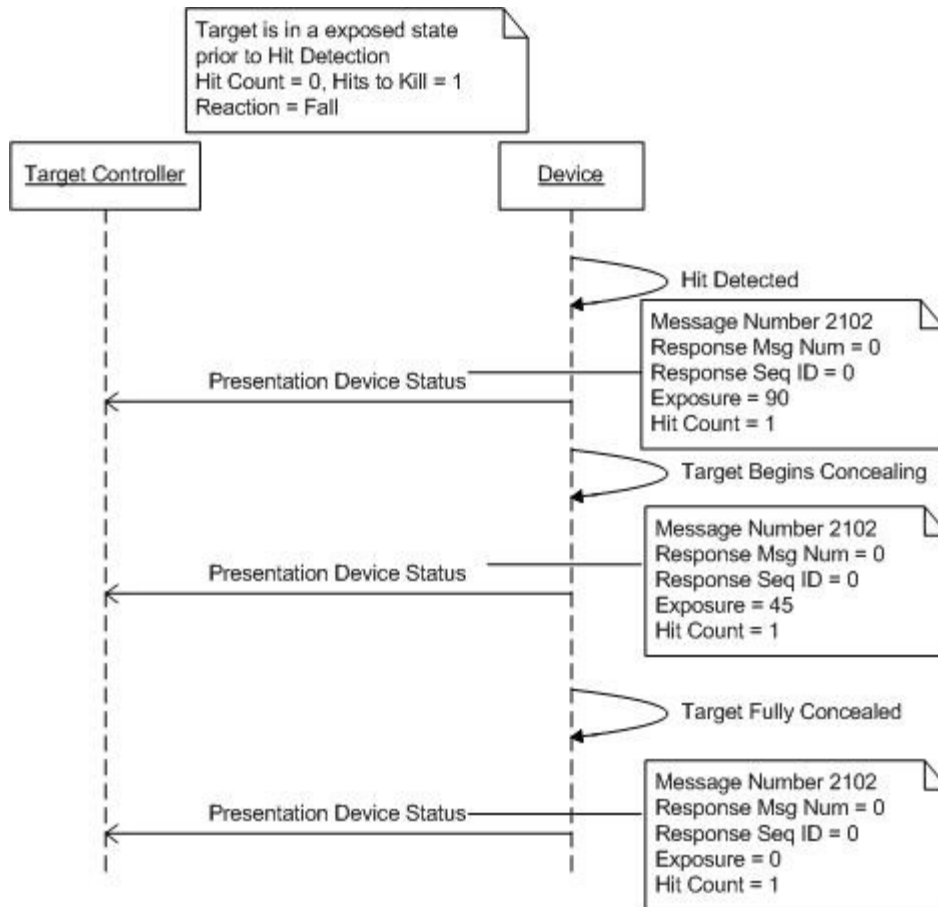 Target is in a exposed state
prior to Hit Detection
Hit Count = 0, Hits to Kill = 1
Reaction = Fall
Target Controller
Device
Hit Detected
Message Number 2102
Response Msg Num = 0
Response Seq ID = 0
Exposure = 90
Hit Count = 1
Presentation Device Status
Target Begins Concealing
Message Number 2102
Response Msg Num = 0
Response Seq ID = 0
Exposure = 45
Hit Count = 1
Presentation Device Status
Target Fully Concealed
Message Number 2102
Response Msg Num = 0
Response Seq ID = 0
Exposure = 0
Hit Count = 1
Presentation Device Status